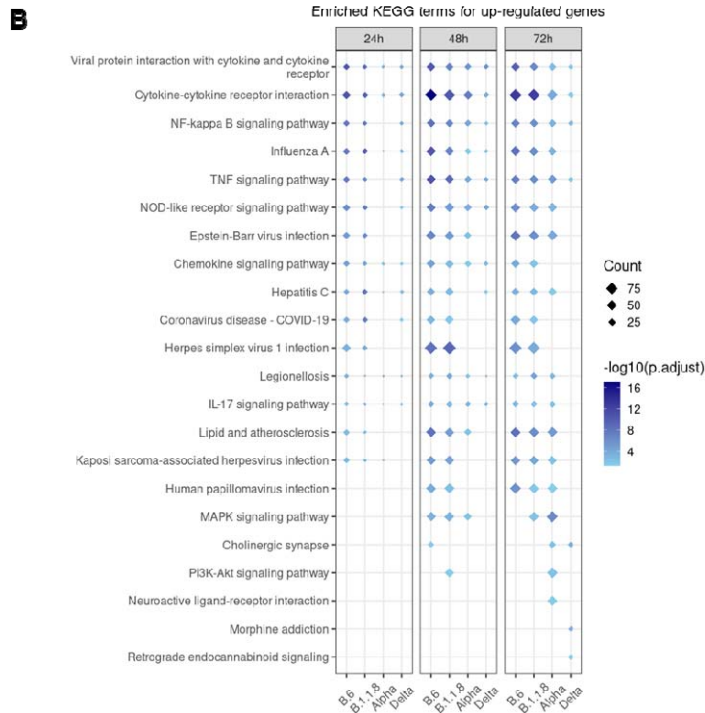 B
Enriched KEGG terms for up-regulated genes
24h
48h
72h
Viral protein interaction with cytokine and cytokine
receptor
Cytokine-cytokine receptor interaction
NF-kappa B signaling pathway
Influenza A
TNF signaling pathway
NOD-like receptor signaling pathway
Epstein-Barr virus infection
Chemokine signaling pathway
Hepatitis C
Coronavirus disease - COVID-19
Herpes simplex virus 1 infection
Legionellosis
IL-17 signaling pathway
Lipid and atherosclerosis
Kaposi sarcoma-associated herpesvirus infection
Human papillomavirus infection
MAPK signaling pathway
Cholinergic synapse
PI3K-Akt signaling pathway
Neuroactive ligand-receptor interaction
Morphine addiction
Retrograde endocannabinoid signaling
B.6
B.1.1.8
Alpha
Delta
B.6
B.1.1.8
Alpha
Delta
B.6
B.1.1.8
Alpha
Delta
Count
75
50
25
-log10(p.adjust)
16
12
8
4